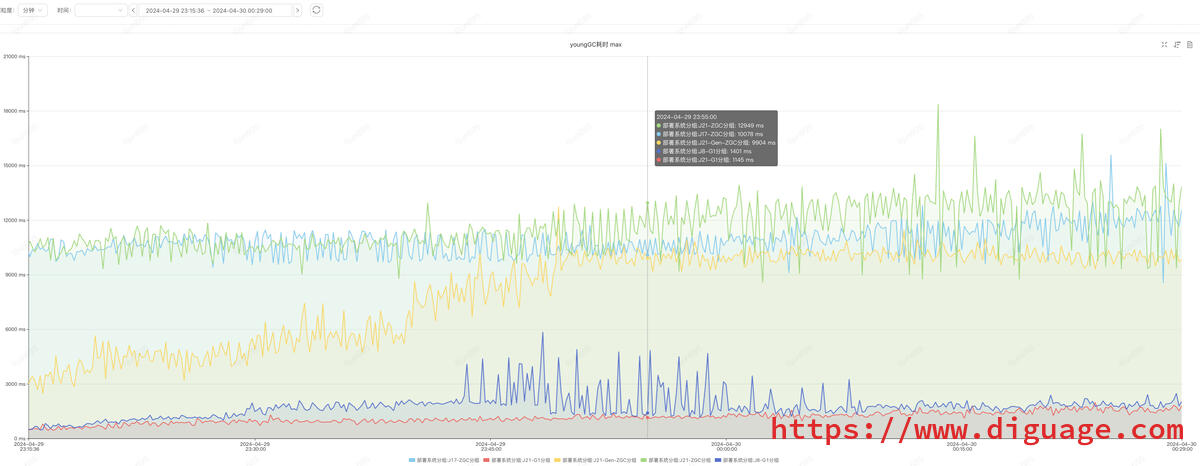 粒度: 分钟 时间: 2024-04-29 23:15:36 ~ 2024-04-30.00:29:00
youngGC耗时 max
21000 ms
18000 ms
15000 ms
12000 ms
9000 ms
6000 ms
3000 ms
0 ms
2024-04-29 23:55:00
部署系统分组:J21-ZGC分组: 12949 ms
部署系统分组:J17-ZGC分组: 10078 ms
部署系统分组:J21-Gen-ZGC分组: 9904 ms
部署系统分组:J8-G1分组: 1401 ms
部署系统分组:J21-G1分组: 1145 ms
https://www.diguage.com
2024-04-29
23:15:36
2024-04-29
23:30:00
2024-04-29
23:45:00
2024-04-30
00:00:00
2024-04-30
00:15:00
2024-04-30
00:29:00
部署系统分组:J17-ZGC分组 部署系统分组:J21-G1分组 部署系统分组:J21-Gen-ZGC分组 部署系统分组:J21-ZGC分组 部署系统分组:J8-G1分组